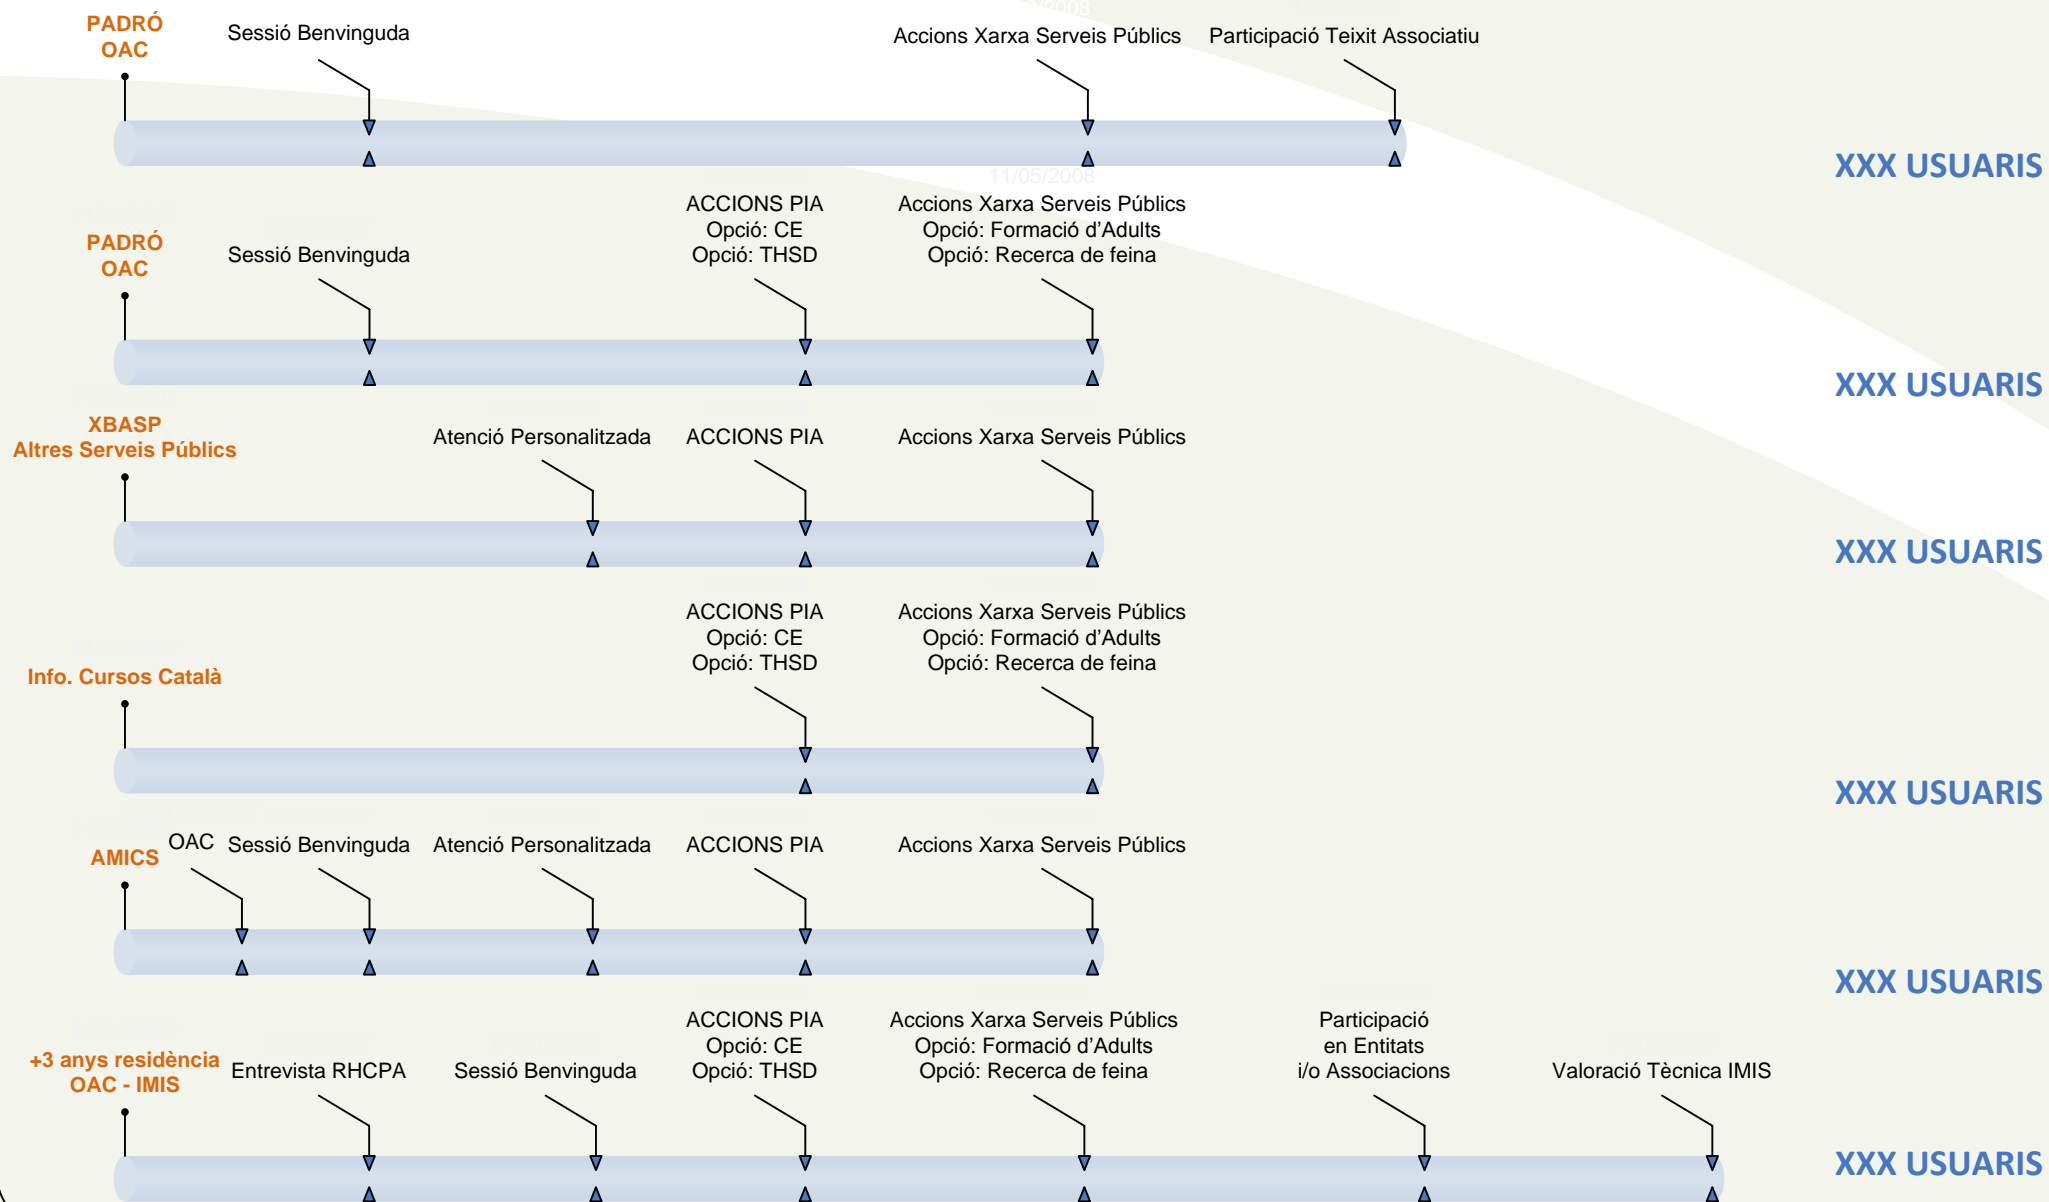 PADRÓ
OAC
Sessió Benvinguda
Accions Xarxa Serveis Públics
Participació Teixit Associatiu
XXX USUARIS
11/05/2008
PADRÓ
OAC
Sessió Benvinguda
ACCIONS PIA
Opció: CE
Opció: THSD
Accions Xarxa Serveis Públics
Opció: Formació d’Adults
Opció: Recerca de feina
XXX USUARIS
XBASP
Altres Serveis Públics
Atenció Personalitzada
ACCIONS PIA
Accions Xarxa Serveis Públics
XXX USUARIS
Info. Cursos Català
ACCIONS PIA
Opció: CE
Opció: THSD
Accions Xarxa Serveis Públics
Opció: Formació d’Adults
Opció: Recerca de feina
XXX USUARIS
AMICS
OAC
Sessió Benvinguda
Atenció Personalitzada
ACCIONS PIA
Accions Xarxa Serveis Públics
XXX USUARIS
+3 anys residència
OAC - IMIS
Entrevista RHCPA
Sessió Benvinguda
ACCIONS PIA
Opció: CE
Opció: THSD
Accions Xarxa Serveis Públics
Opció: Formació d’Adults
Opció: Recerca de feina
Participació
en Entitats
i/o Associacions
Valoració Tècnica IMIS
XXX USUARIS